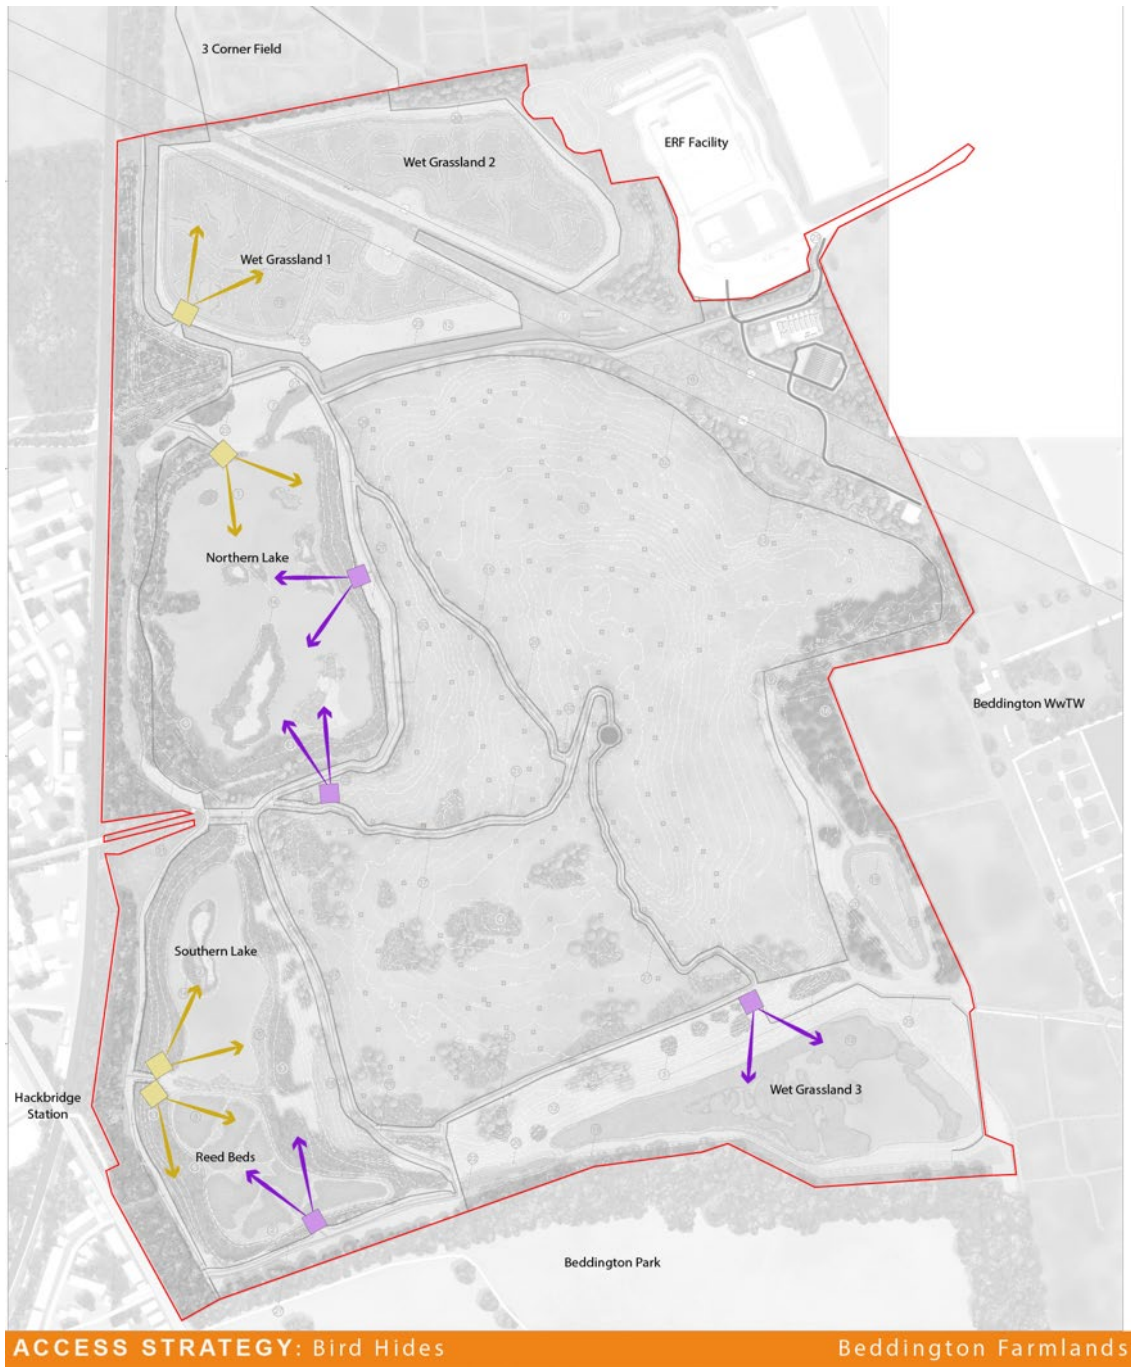 3 Corner Field
ERF Facility
Wet Grassland 2
Wet Grassland 1
Northern Lake
Beddington WwTW
Southern Lake
Wet Grassland 3
Hackbridge
Station
Reed Beds
Beddington Park
ACCESS STRATEGY: Bird Hides
Beddington Farmlands